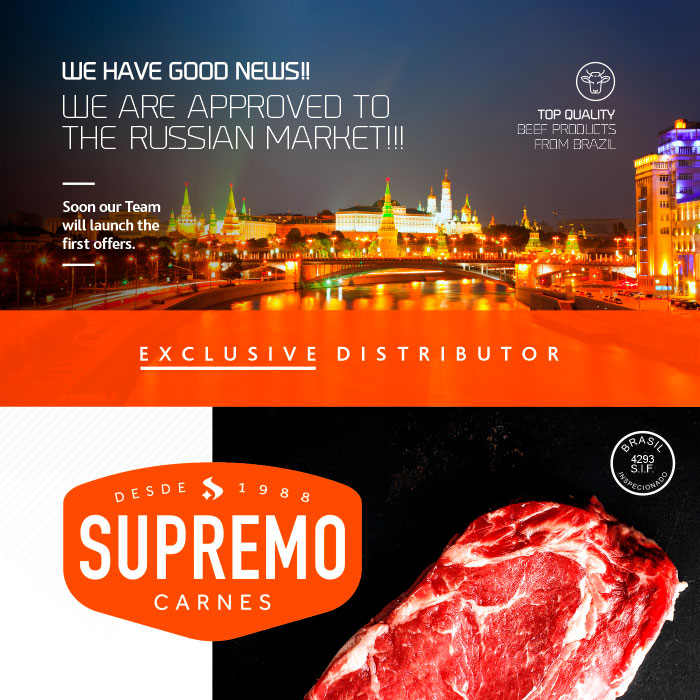 WE HAVE GOOD NEWS!!
WE ARE APPROVED TO
THE RUSSIAN MARKET!!!
TOP QUALITY
BEEF PRODUCTS
FROM BRAZIL
Soon our Team
will launch the
first offers.
EXCLUSIVE DISTRIBUTOR
DESDE 1988
SUPREMO
CARNES
BRASIL
4293
S.I.F.
INSPECIONADO